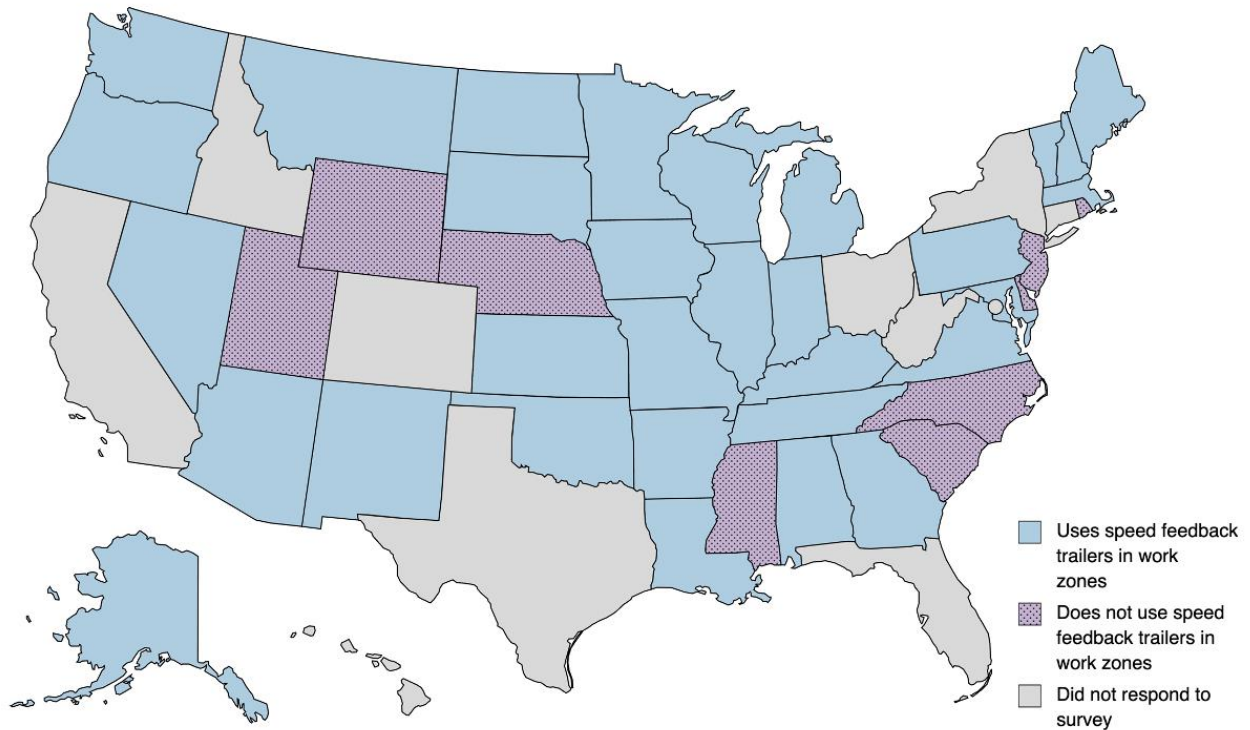 Uses speed feedback
trailers in work
zones
Does not use speed
feedback trailers in
work zones
Did not respond to
survey